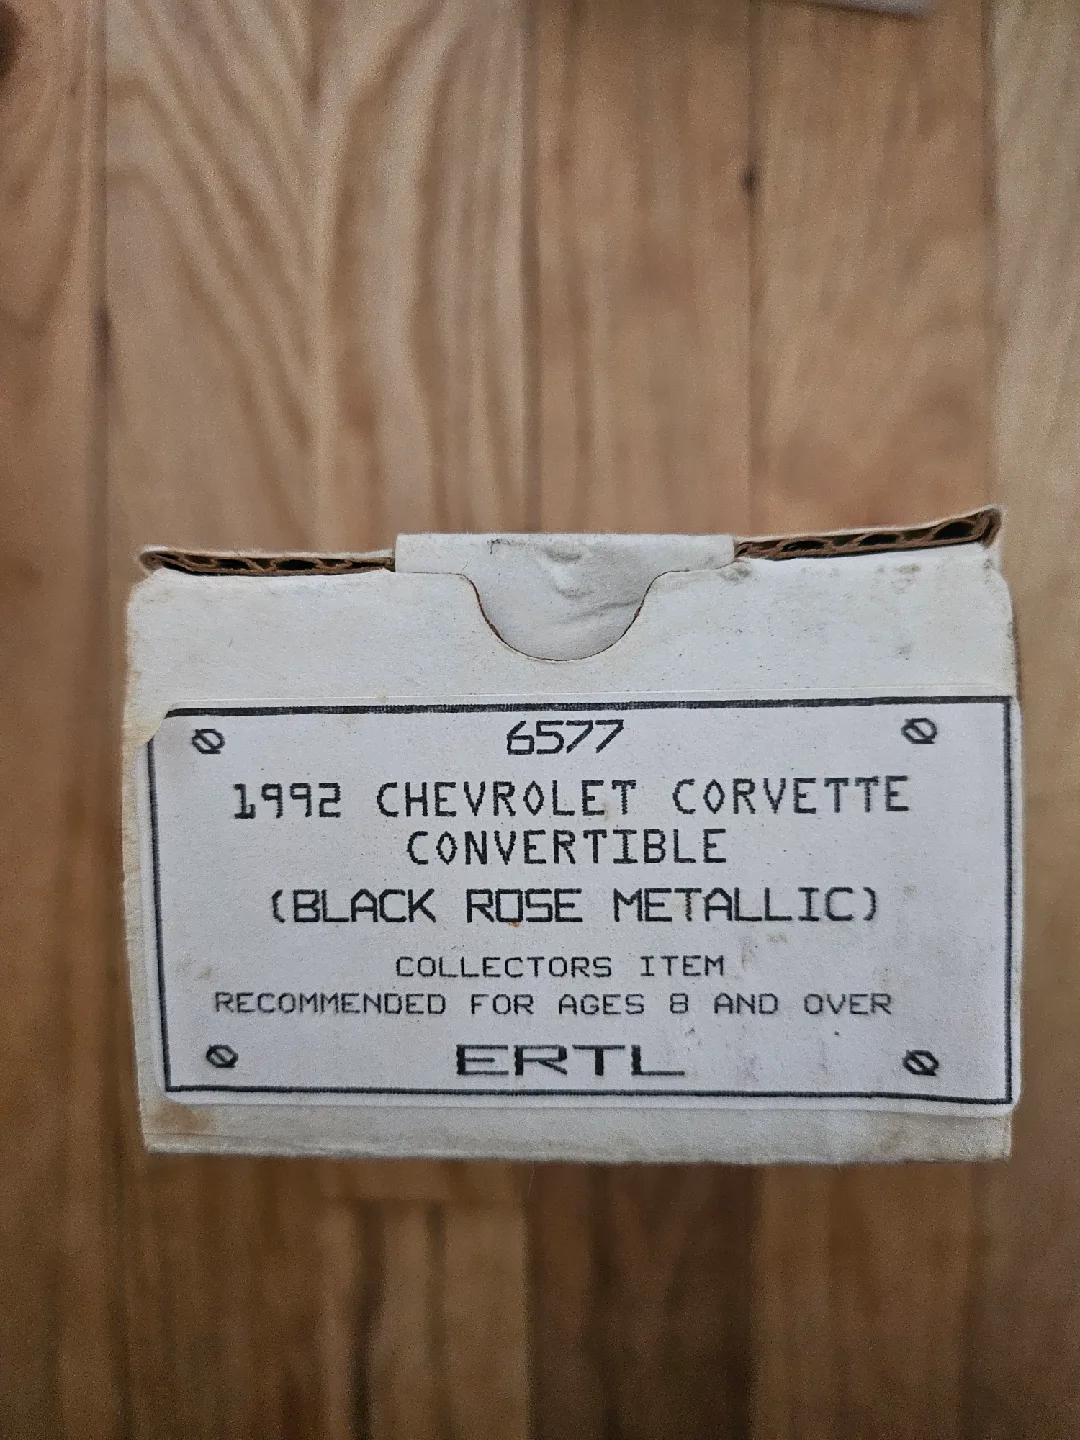 6577
1992 CHEVROLET CORVETTE
CONVERTIBLE
(BLACK ROSE METALLIC)
COLLECTORS ITEM
RECOMMENDED FOR AGES 8 AND OVER
ERTL